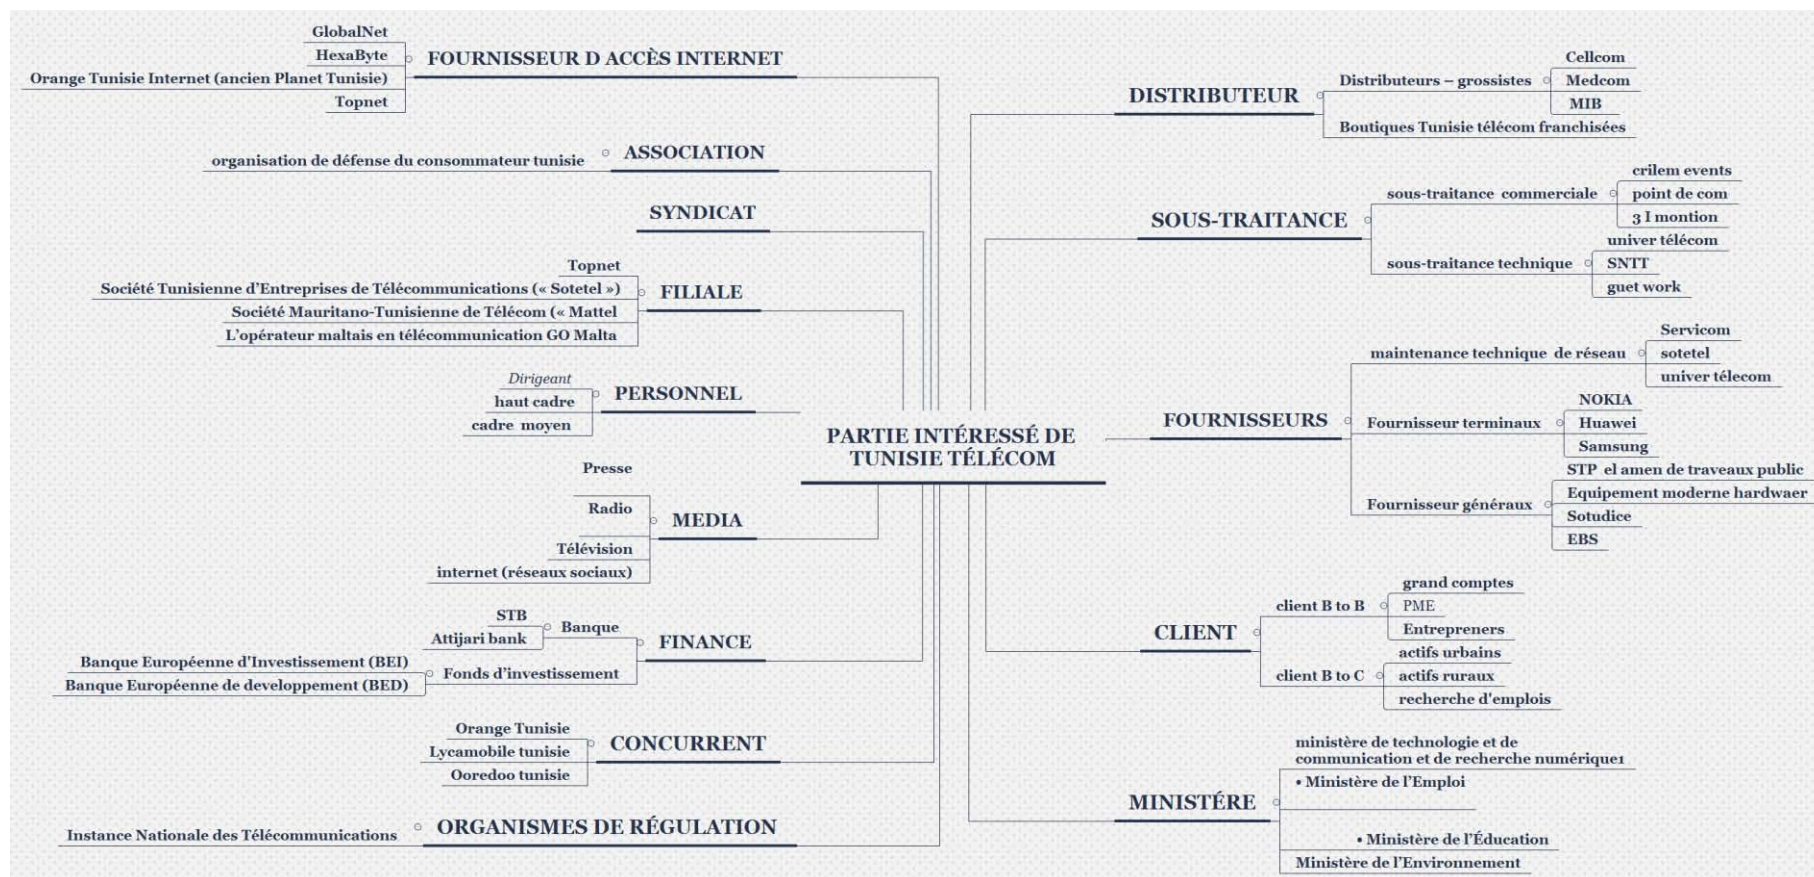 GlobalNet
HexaByte
Orange Tunisie Internet (ancien Planet Tunisie)
Topnet
FOURNISSEUR D ACCÈS INTERNET
organisation de défense du consommateur tunisie
ASSOCIATION
SYNDICAT
Topnet
Société Tunisienne d'Entreprises de Télécommunications (« Sotetel »)
Société Mauritano-Tunisienne de Télécom (« Mattel
L'opérateur maltais en télécommunication GO Malta
FILIALE
Dirigeant
haut cadre
cadre moyen
PERSONNEL
Presse
Radio
Télévision
internet (réseaux sociaux)
MEDIA
STB
Attijari bank
Banque
Banque Européenne d'Investissement (BEI)
Banque Européenne de developpement (BED)
Fonds d'investissement
FINANCE
Orange Tunisie
Lycamobile tunisie
Ooredoo tunisie
CONCURRENT
Instance Nationale des Télécommunications
ORGANISMES DE RÉGULATION
PARTIE INTÉRESSÉ DE
TUNISIE TÉLÉCOM
DISTRIBUTEUR
Distributeurs – grossistes
Cellcom
Medcom
MIB
Boutiques Tunisie télécom franchisées
SOUS-TRAITANCE
sous-traitance commerciale
crilem events
point de com
3 I montion
sous-traitance technique
univer télécom
SNTT
guet work
FOURNISSEURS
maintenance technique de réseau
Servicom
sotetel
univer télecom
Fournisseur terminaux
NOKIA
Huawei
Samsung
Fournisseur généraux
STP el amen de traveaux public
Equipement moderne hardwaer
Sotudice
EBS
CLIENT
client B to B
grand comptes
PME
Entrepreners
client B to C
actifs urbains
actifs ruraux
recherche d'emplois
MINISTÉRE
ministère de technologie et de
communication et de recherche numérique1
• Ministère de l'Emploi
• Ministère de l'Éducation
Ministère de l'Environnement